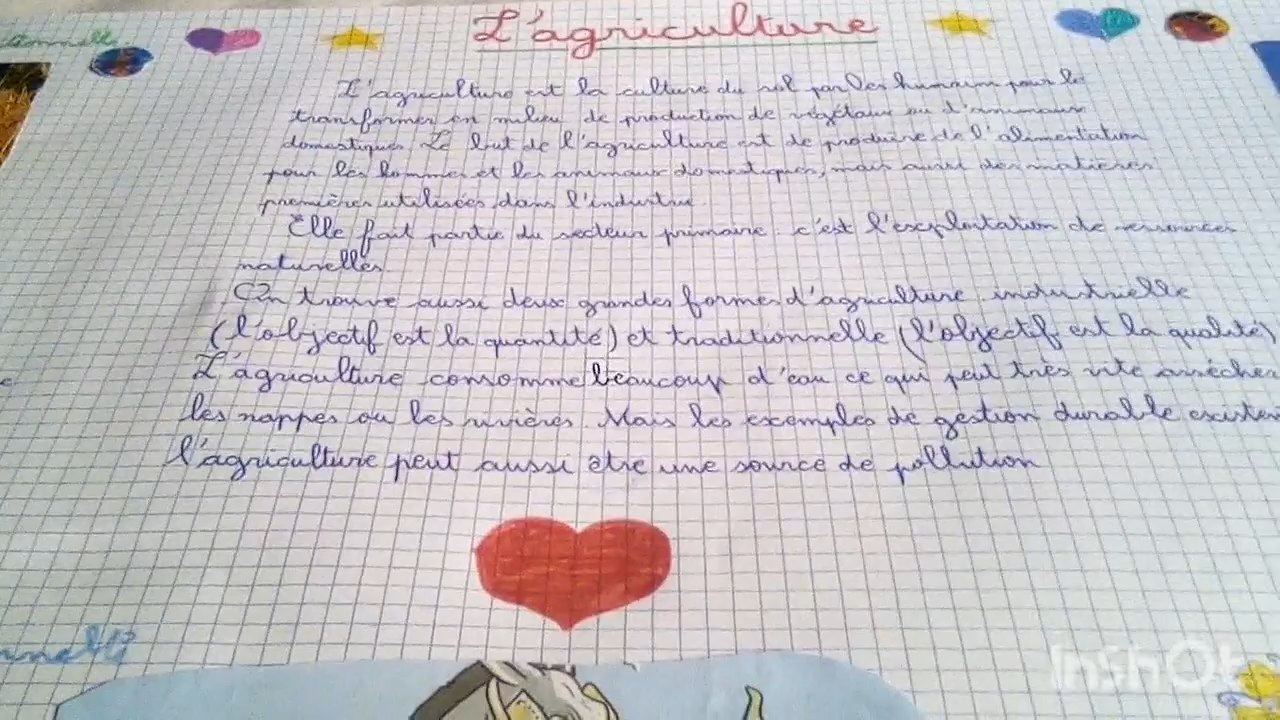 L'agriculture
L'agriculture est la culture du sol par les humains pour le
transformer en milieu de production de végétaux ou d'animaux
domestiques. Le but de l'agriculture est de produire de l'alimentation
pour les hommes et les animaux domestiques, mais aussi des matières
premières utilisées dans l'industrie.
Elle fait partie du secteur primaire. c'est l'exploitation de ressources
naturelles.
On trouve aussi deux grandes forme d'agriculture industrielle
(l'objectif est la quantité) et traditionnelle (l'objectif est la qualité)
L'agriculture consomme beaucoup d'eau ce qui peut très vite
les nappes ou les rivières. Mais les exemples de gestion durable existen
l'agriculture peut aussi être une source de pollution
InShOt